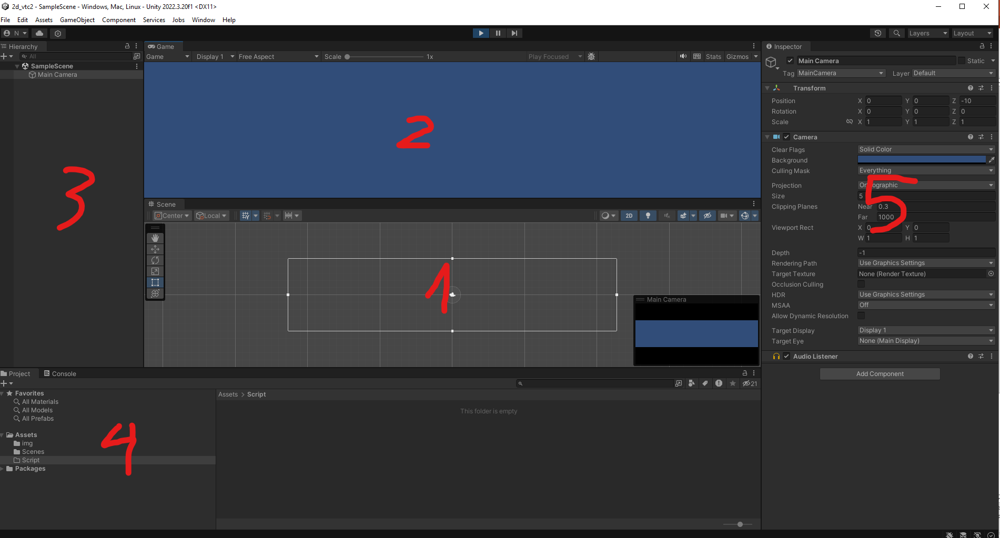 2d_vtc2 - SampleScene - Windows, Mac, Linux - Unity 2022.3.20f1 <DX11>
File Edit Assets GameObject Component Services Jobs Window Help
N Layers Layout
Hierarchy
All
SampleScene
Main Camera
3
Game
Game Display 1 Free Aspect Scale 1x Play Focused Stats Gizmos
2
Scene
Center Local 2D
1
Main Camera
Inspector
Main Camera Static
Tag MainCamera Layer Default
Transform
Position X 0 Y 0 Z -10
Rotation X 0 Y 0 Z 0
Scale X 1 Y 1 Z 1
Camera
Clear Flags Solid Color
Background
Culling Mask Everything
5
Projection Orthographic
Size 5
Clipping Planes Near 0.3
Far 1000
Viewport Rect X 0 Y 0
W 1 H 1
Depth -1
Rendering Path Use Graphics Settings
Target Texture None (Render Texture)
Occlusion Culling
HDR Use Graphics Settings
MSAA Off
Allow Dynamic Resolution
Target Display Display 1
Target Eye None (Main Display)
Audio Listener
Add Component
Project Console
21
Favorites
All Materials
All Models
All Prefabs
4
Assets
img
Scenes
Script
Packages
Assets > Script
This folder is empty